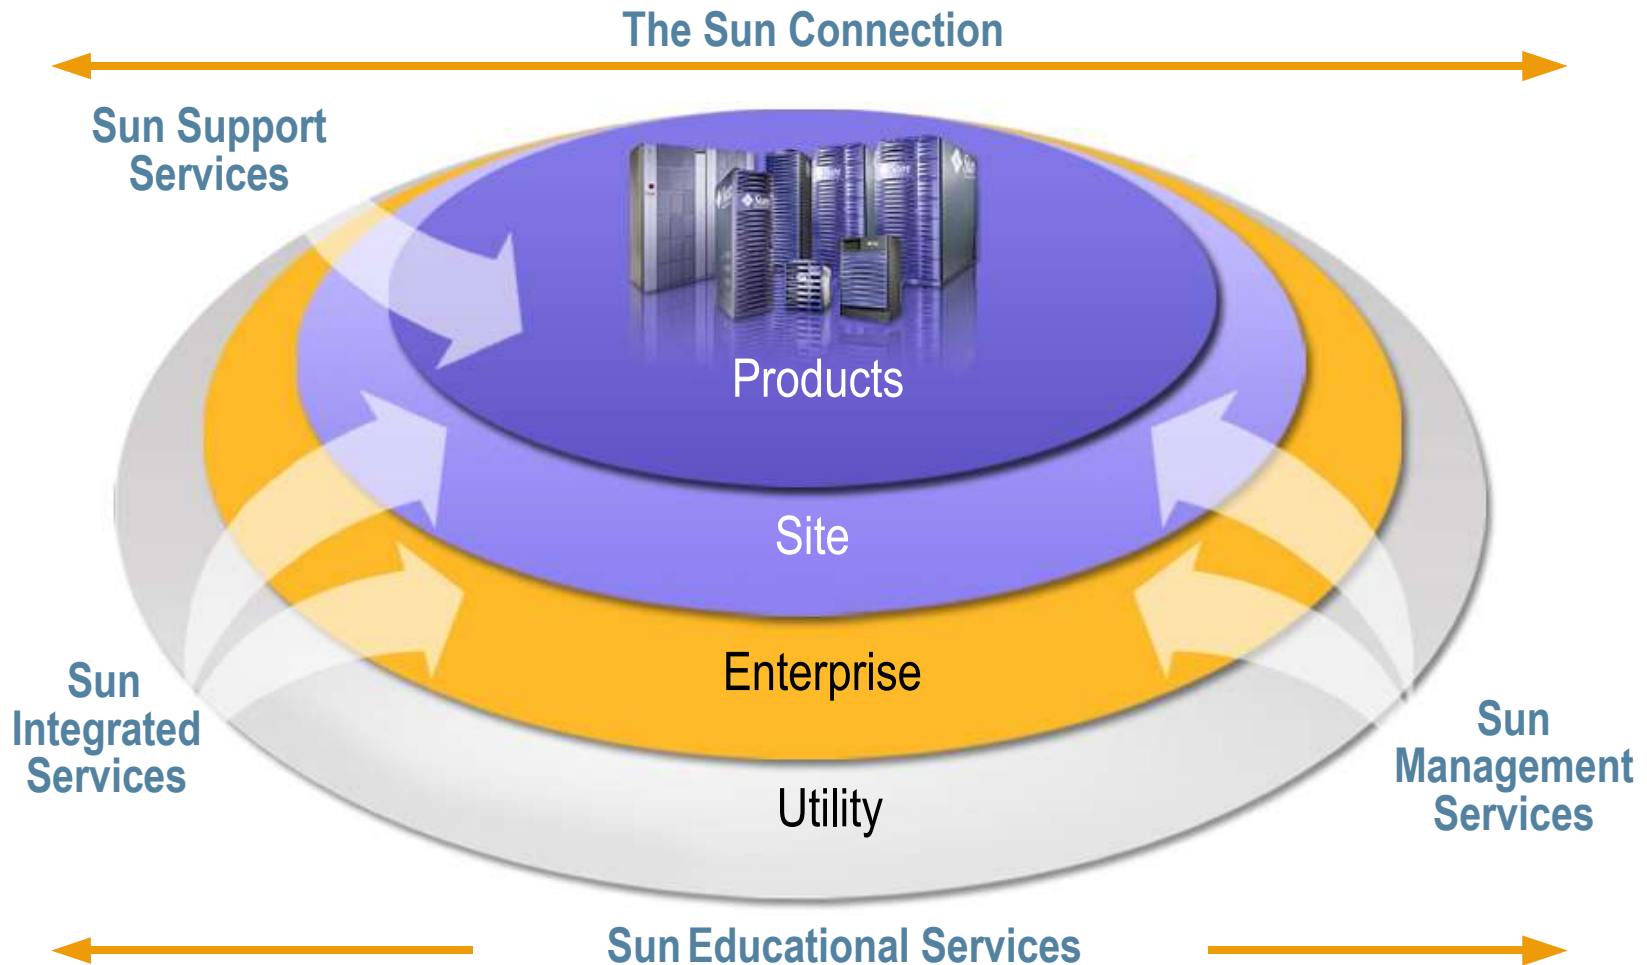 The Sun Connection
Sun Support
Services
Sun
Products
Site
Enterprise
Sun
Integrated
Services
Sun
Management
Services
Utility
Sun Educational Services